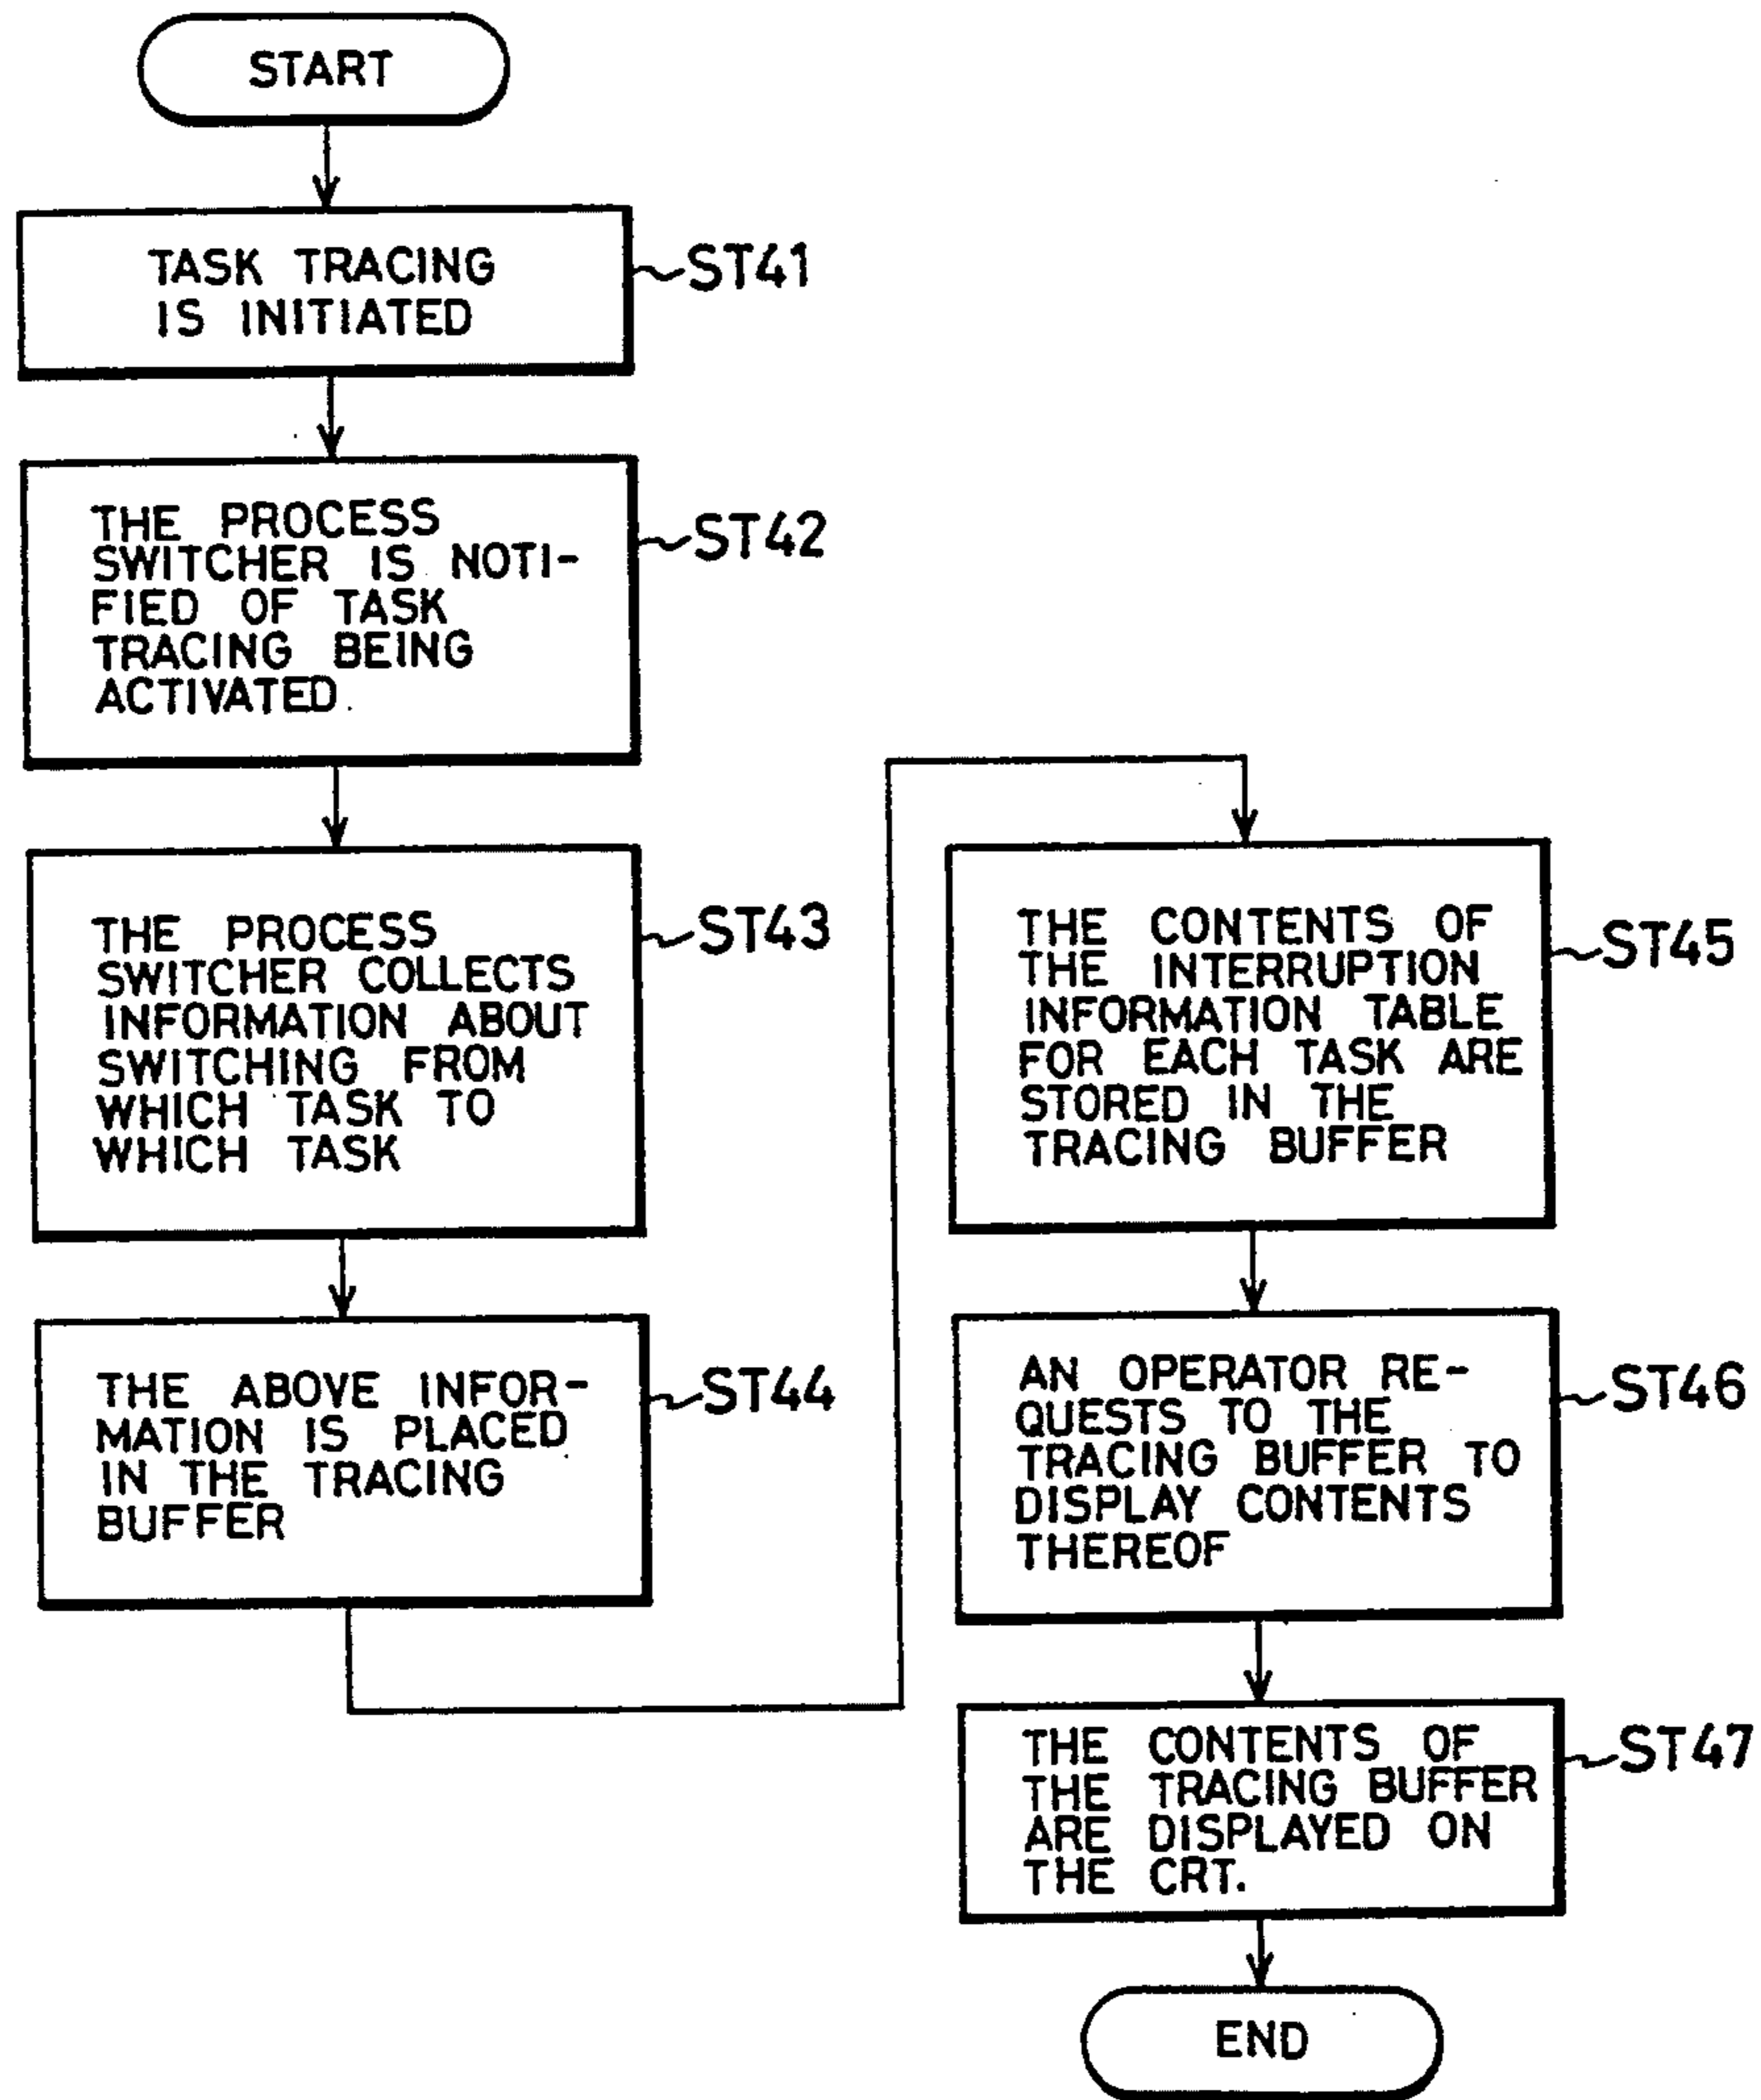 START
TASK TRACING
IS INITIATED
ST41
THE PROCESS
SWITCHER IS NOTI-
FIED OF TASK
TRACING BEING
ACTIVATED.
ST42
THE PROCESS
SWITCHER COLLECTS
INFORMATION ABOUT
SWITCHING FROM
WHICH TASK TO
WHICH TASK
ST43
THE ABOVE INFOR-
MATION IS PLACED
IN THE TRACING
BUFFER
ST44
THE CONTENTS OF
THE INTERRUPTION
INFORMATION TABLE
FOR EACH TASK ARE
STORED IN THE
TRACING BUFFER
ST45
AN OPERATOR RE-
QUESTS TO THE
TRACING BUFFER TO
DISPLAY CONTENTS
THEREOF
ST46
THE CONTENTS OF
THE TRACING BUFFER
ARE DISPLAYED ON
THE CRT.
ST47
END